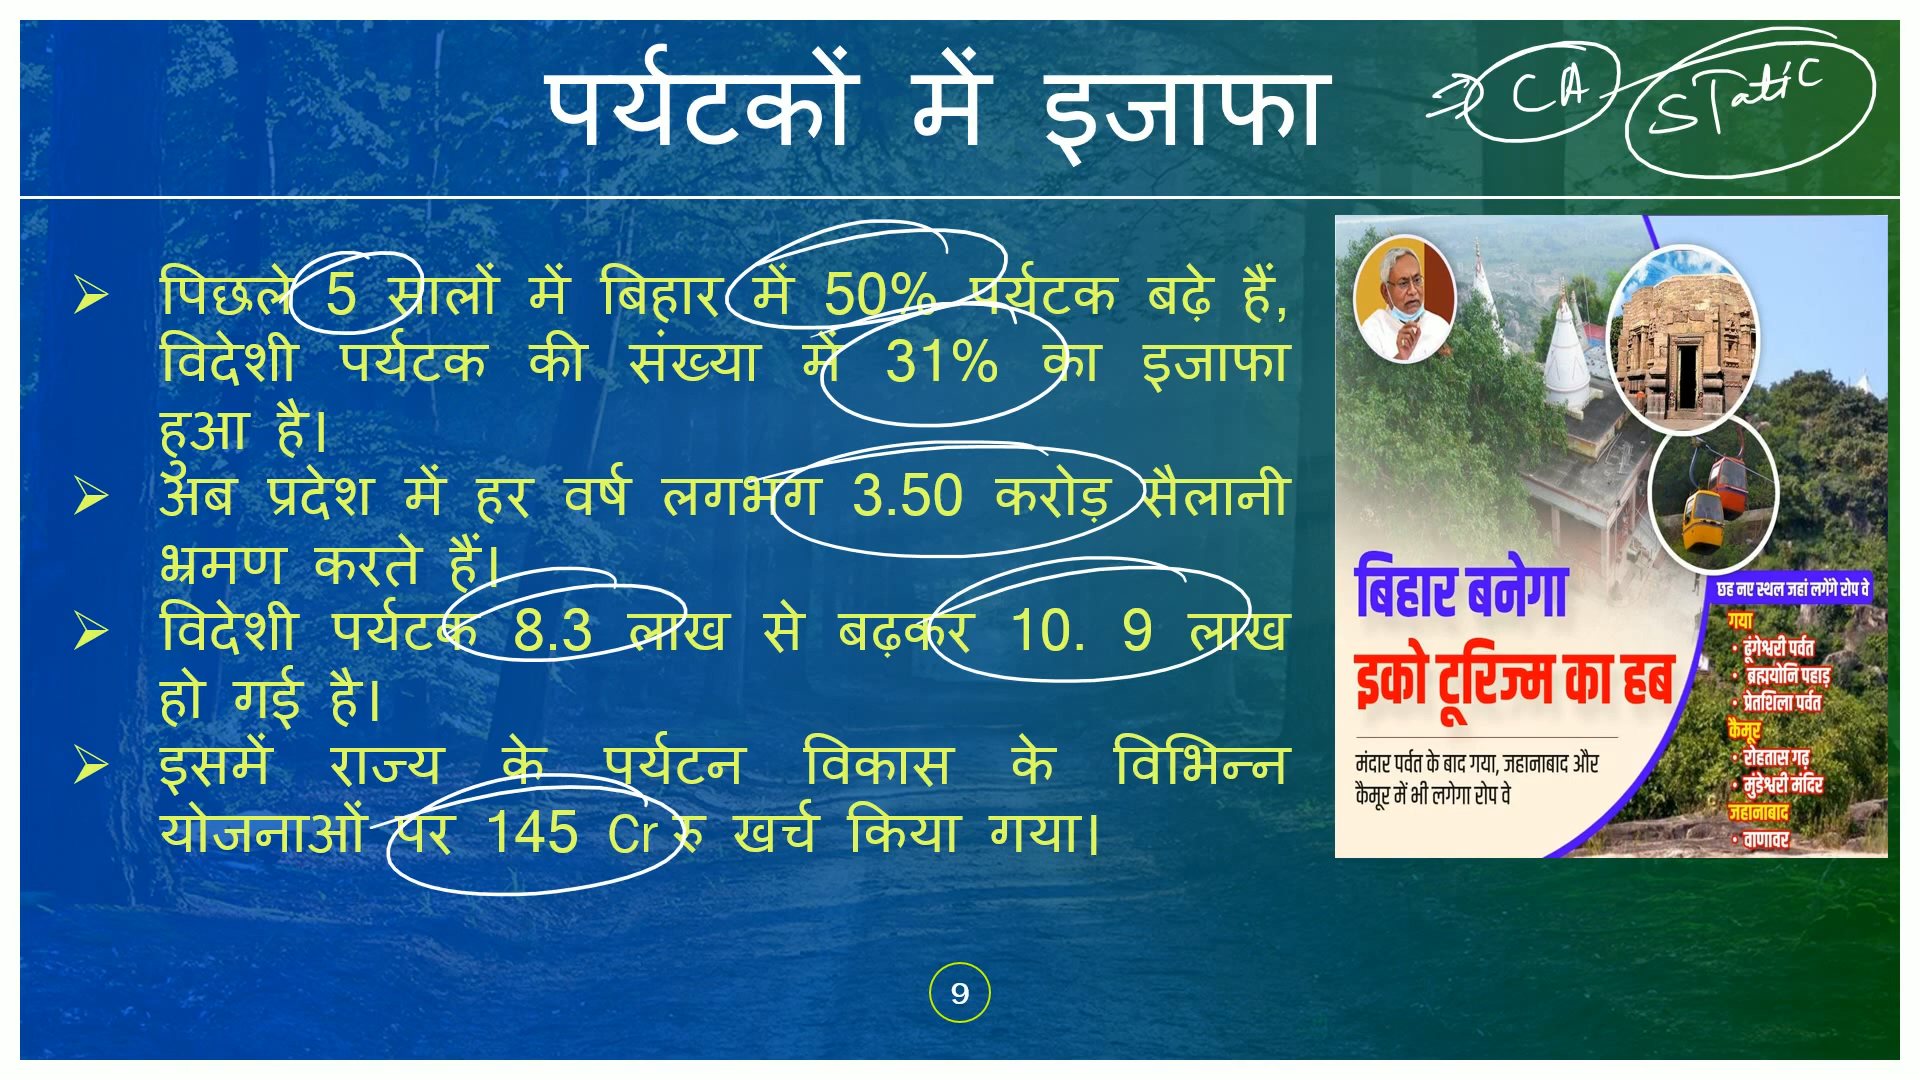 पर्यटकों में इजाफा
CA
STatic
➢ पिछले 5 सालों में बिहार में 50% पर्यटक बढ़े हैं,
विदेशी पर्यटक की संख्या में 31% का इजाफा
हुआ है।
➢ अब प्रदेश में हर वर्ष लगभग 3.50 करोड़ सैलानी
भ्रमण करते हैं।
➢ विदेशी पर्यटक 8.3 लाख से बढ़कर 10. 9 लाख
हो गई है।
➢ इसमें राज्य के पर्यटन विकास के विभिन्न
योजनाओं पर 145 Cr रु खर्च किया गया।
बिहार बनेगा
इको टूरिज्म का हब
मंदार पर्वत के बाद गया, जहानाबाद और
कैमूर में भी लगेगा रोप वे
छह नए स्थल जहां लगेंगे रोप वे
गया
• ढूंगेश्वरी पर्वत
• ब्रह्मयोनि पहाड़
• प्रेतशिला पर्वत
कैमूर
• रोहतास गढ़
• मुंडेश्वरी मंदिर
जहानाबाद
• वाणावर
9